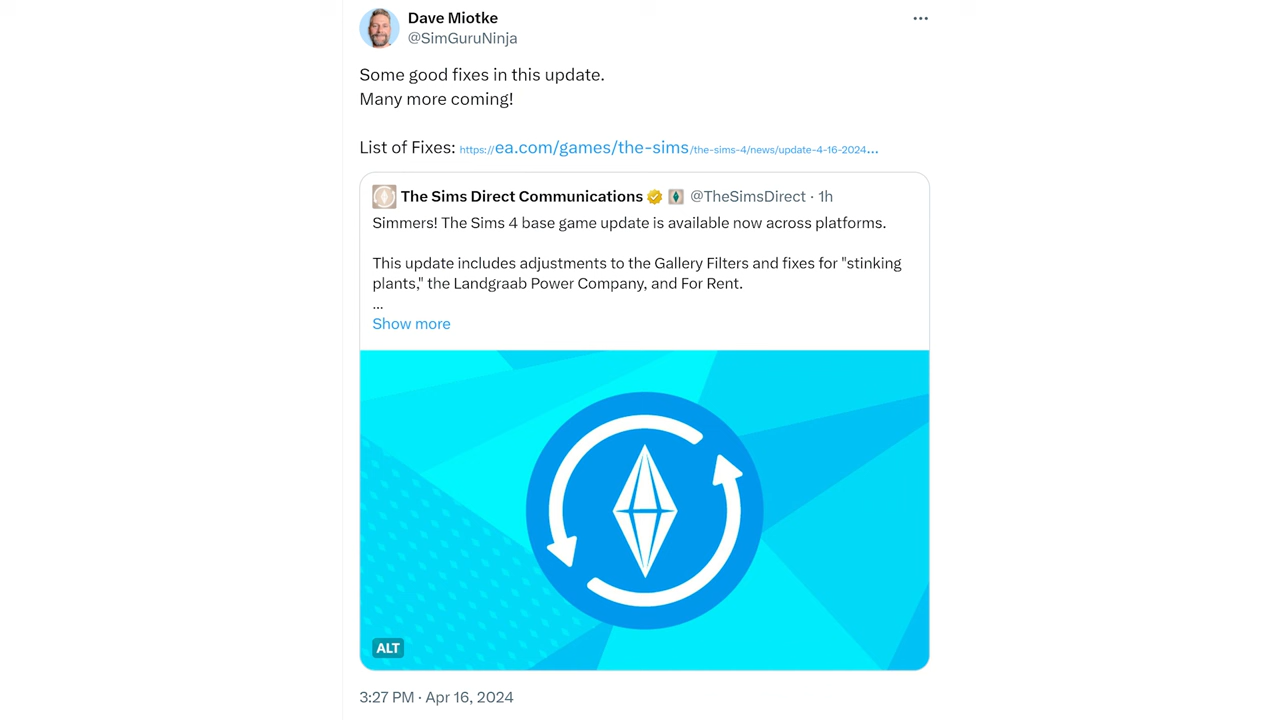 Dave Miotke
@SimGuruNinja
Some good fixes in this update.
Many more coming!
List of Fixes: https://ea.com/games/the-sims/the-sims-4/news/update-4-16-2024…
The Sims Direct Communications @TheSimsDirect · 1h
Simmers! The Sims 4 base game update is available now across platforms.
This update includes adjustments to the Gallery Filters and fixes for "stinking
plants," the Landgraab Power Company, and For Rent.
...
Show more
ALT
3:27 PM · Apr 16, 2024